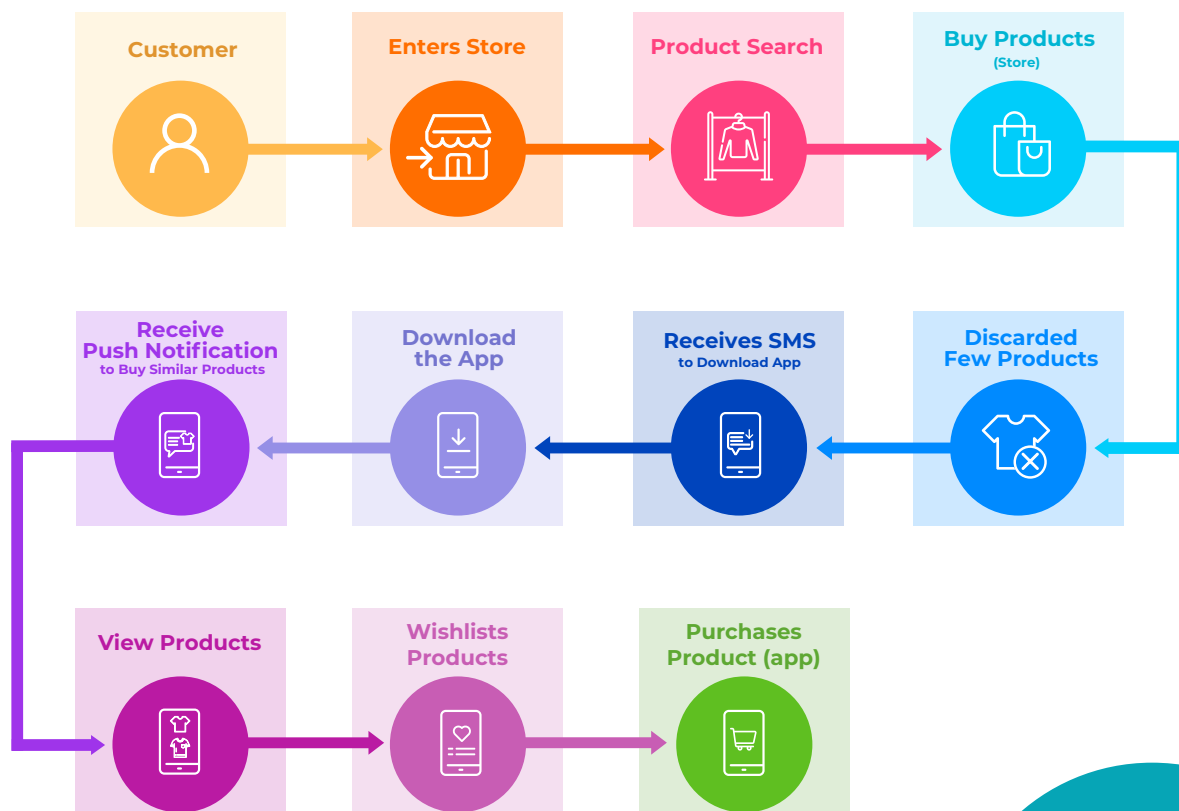 Customer
Enters Store
Product Search
Buy Products
(Store)
Receive
Push Notification
to Buy Similar Products
Download
the App
Receives SMS
to Download App
Discarded
Few Products
View Products
Wishlists
Products
Purchases
Product (app)